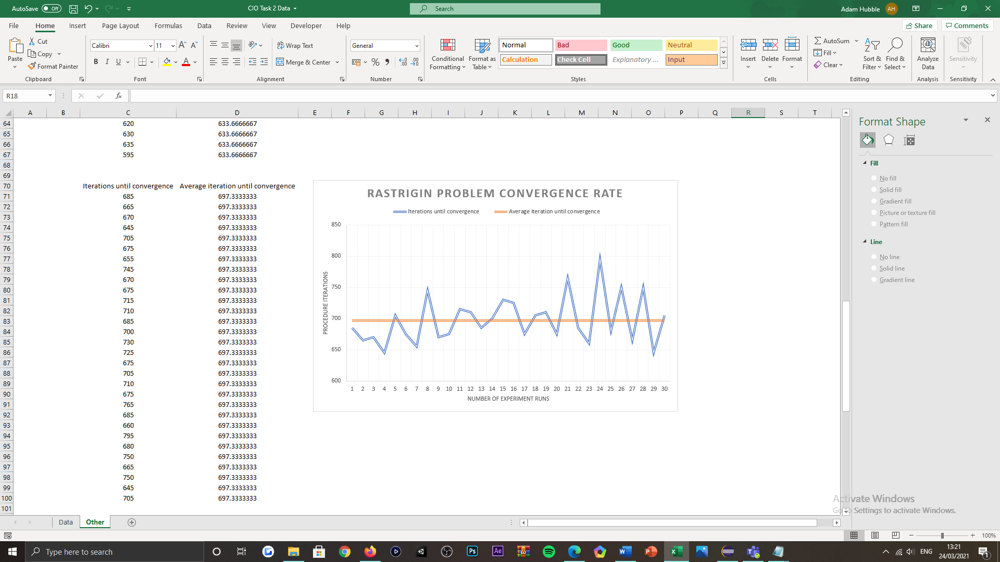 AutoSave Off CIO Task 2 Data Search Adam Hubble AH
File Home Insert Page Layout Formulas Data Review View Developer Help Share Comments
Paste Cut Copy Format Painter Clipboard
Calibri 11 B I U Font
Wrap Text Merge & Center Alignment
General % Number
Conditional Formatting Format as Table
Normal Bad Good Neutral
Calculation Check Cell Explanatory ... Input
Styles
Insert Delete Format Cells
AutoSum Fill Clear Sort & Filter Find & Select Editing
Analyze Data Analysis
Sensitivity Sensitivity
R18 fx
A B C D E F G H I J K L M N O P Q R S T
64 620 633.6666667
65 630 633.6666667
66 635 633.6666667
67 595 633.6666667
68
69
70 Iterations until convergence Average iteration until convergence
71 685 697.3333333
72 665 697.3333333
73 670 697.3333333
74 645 697.3333333
75 705 697.3333333
76 675 697.3333333
77 655 697.3333333
78 745 697.3333333
79 670 697.3333333
80 675 697.3333333
81 715 697.3333333
82 710 697.3333333
83 685 697.3333333
84 700 697.3333333
85 730 697.3333333
86 725 697.3333333
87 675 697.3333333
88 705 697.3333333
89 710 697.3333333
90 675 697.3333333
91 765 697.3333333
92 685 697.3333333
93 660 697.3333333
94 795 697.3333333
95 680 697.3333333
96 750 697.3333333
97 665 697.3333333
98 750 697.3333333
99 645 697.3333333
100 705 697.3333333
101
RASTRIGIN PROBLEM CONVERGENCE RATE
Iterations until convergence Average iteration until convergence
850
800
750
700
650
600
PROCEDURE ITERATIONS
1 2 3 4 5 6 7 8 9 10 11 12 13 14 15 16 17 18 19 20 21 22 23 24 25 26 27 28 29 30
NUMBER OF EXPERIMENT RUNS
Format Shape
Fill
No fill
Solid fill
Gradient fill
Picture or texture fill
Pattern fill
Line
No line
Solid line
Gradient line
Activate Windows
Go to Settings to activate Windows.
Data Other
100%
Type here to search
Ps Ae
ENG 13:21
24/03/2021
1